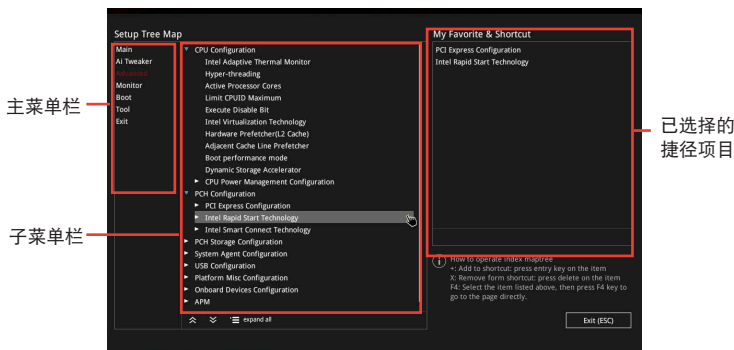 Setup Tree Map
My Favorite & Shortcut
主菜单栏
Main
Ai Tweaker
Advanced
Monitor
Boot
Tool
Exit
子菜单栏
CPU Configuration
Intel Adaptive Thermal Monitor
Hyper-threading
Active Processor Cores
Limit CPUID Maximum
Execute Disable Bit
Intel Virtualization Technology
Hardware Prefetcher(L2 Cache)
Adjacent Cache Line Prefetcher
Boot performance mode
Dynamic Storage Accelerator
CPU Power Management Configuration
PCH Configuration
PCI Express Configuration
Intel Rapid Start Technology
Intel Smart Connect Technology
PCH Storage Configuration
System Agent Configuration
USB Configuration
Platform Misc Configuration
Onboard Devices Configuration
APM
expand all
PCI Express Configuration
Intel Rapid Start Technology
已选择的
捷径项目
How to operate index maptree
+: Add to shortcut: press entry key on the item
X: Remove form shortcut: press delete on the item
F4: Select the item listed above, then press F4 key to
go to the page directly.
Exit (ESC)